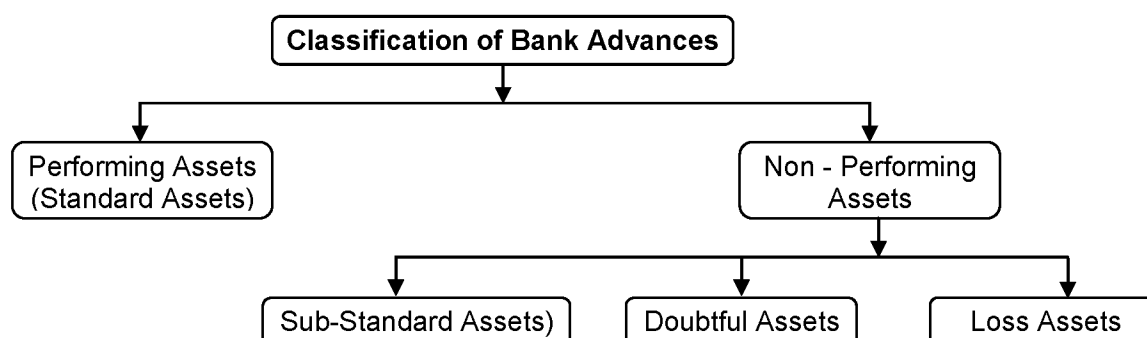 Classification of Bank Advances
Performing Assets
(Standard Assets)
Non - Performing
Assets
Sub-Standard Assets)
Doubtful Assets
Loss Assets